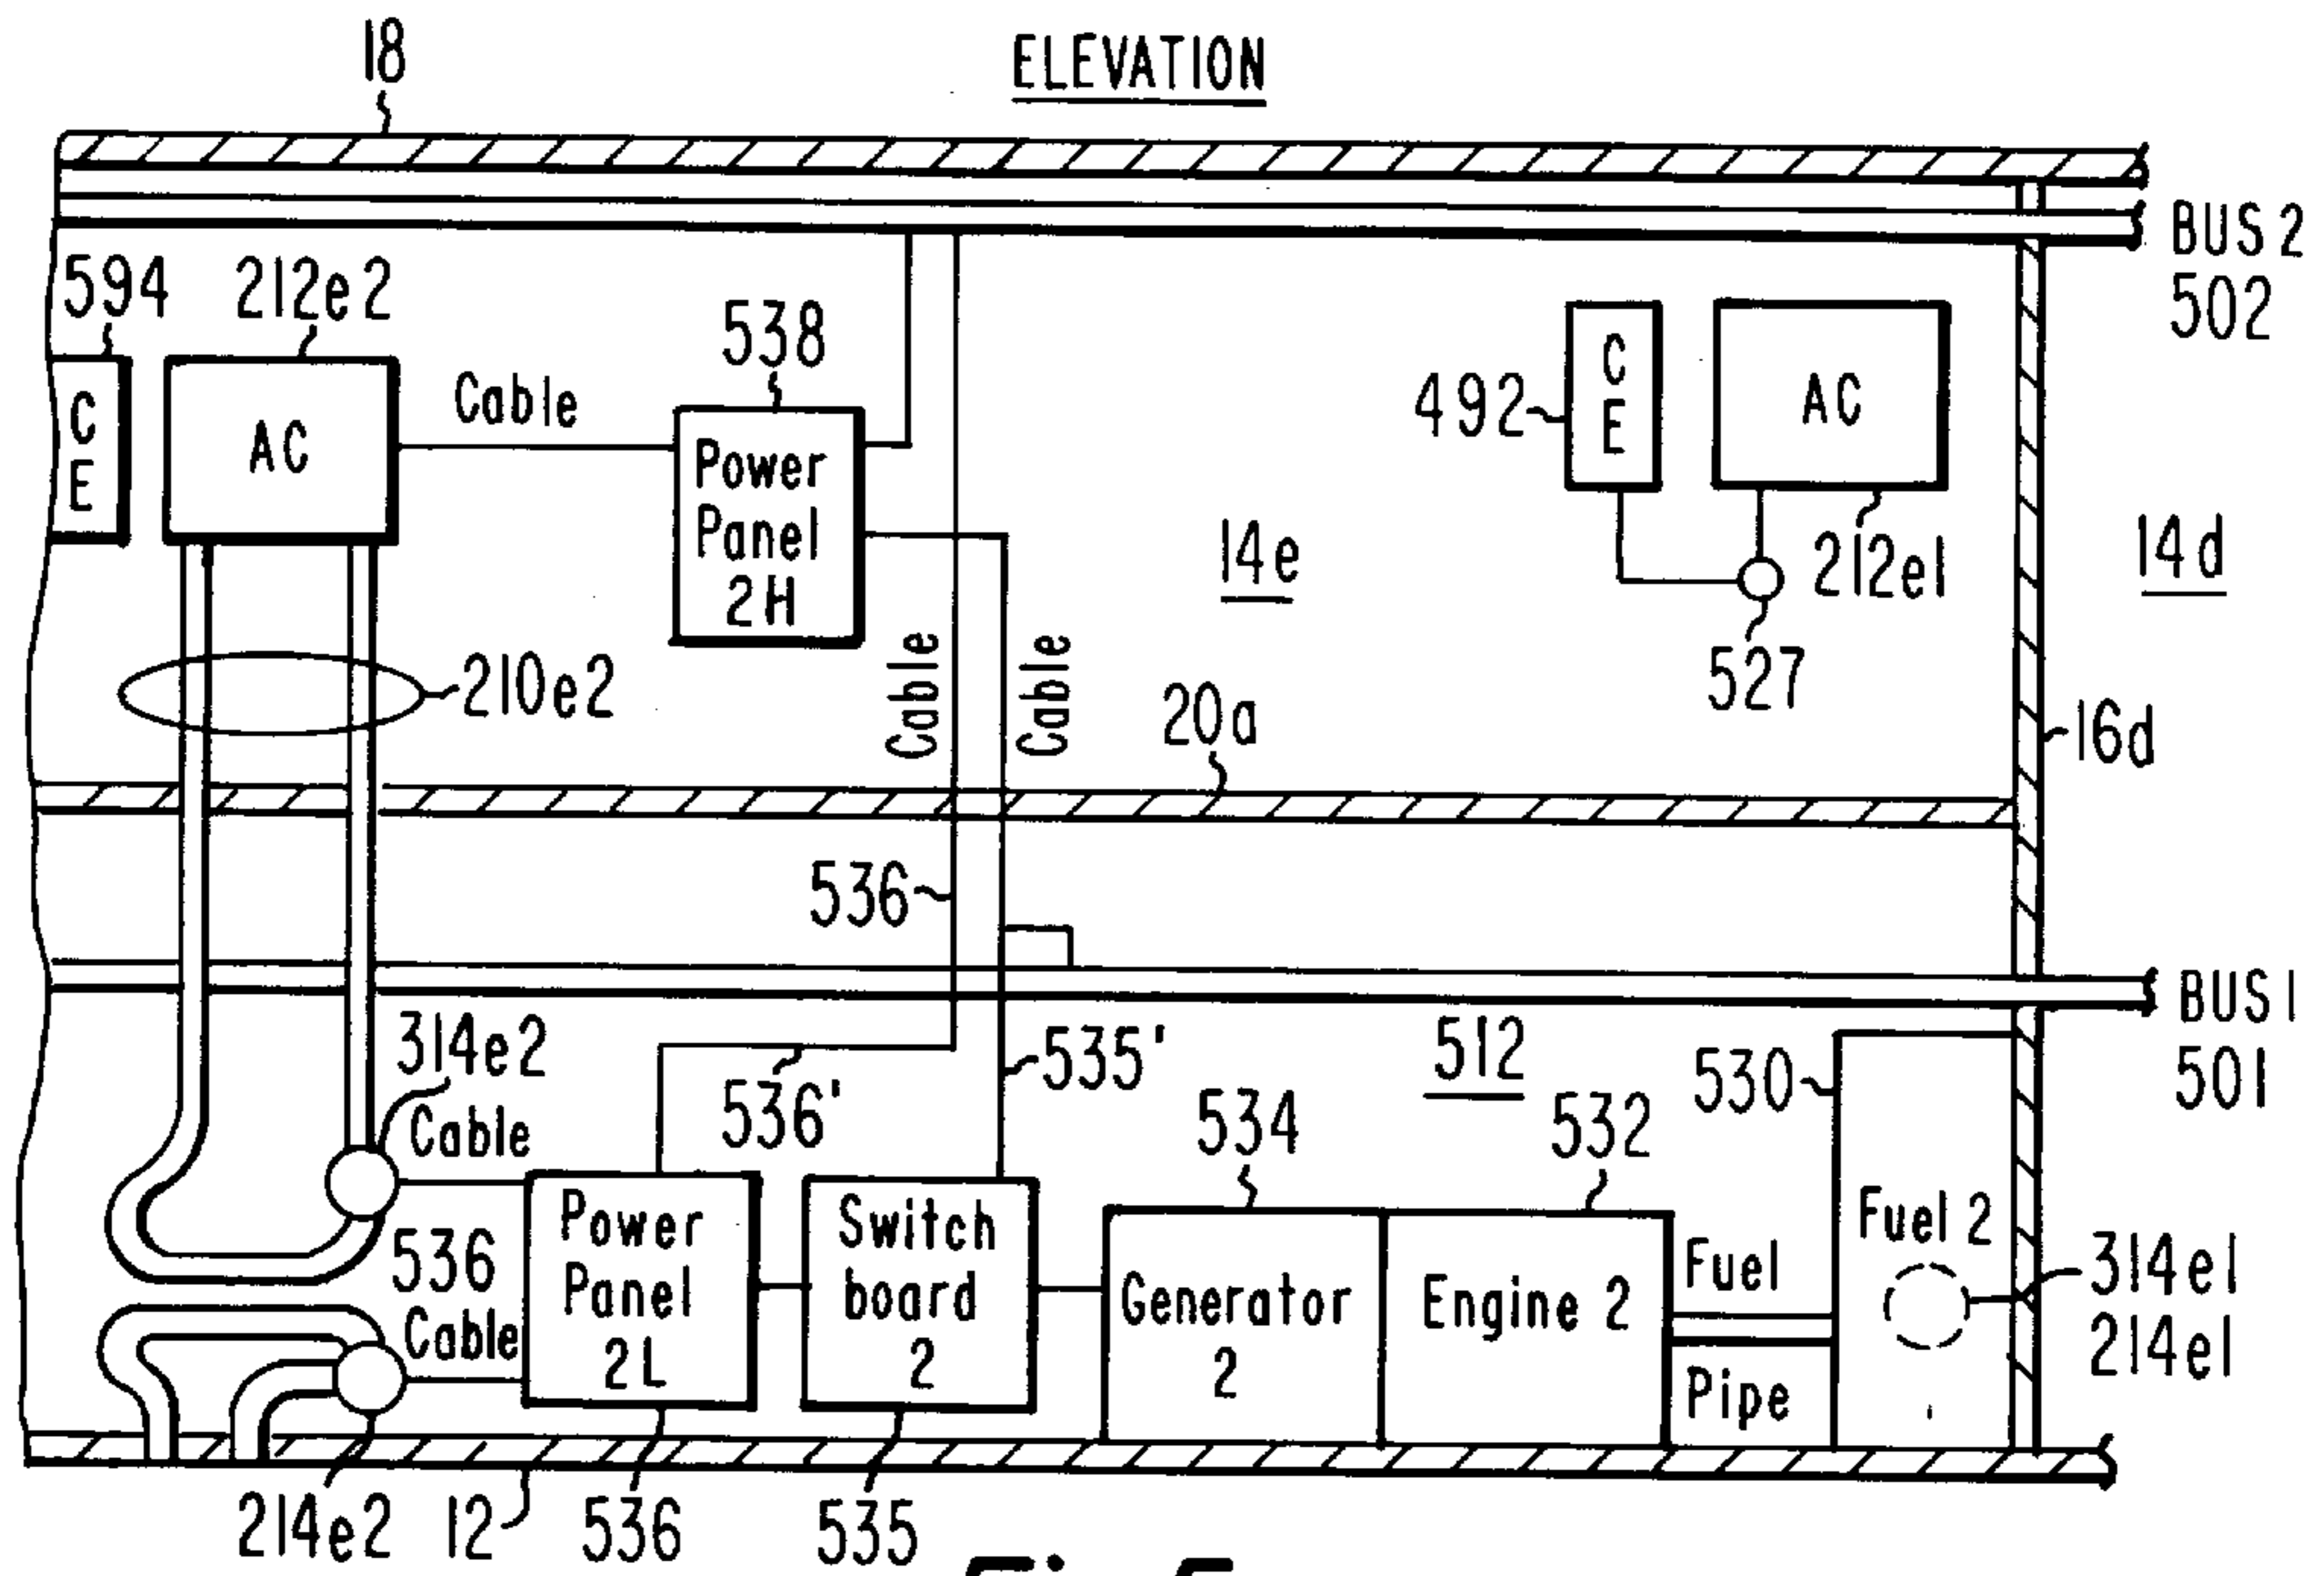 18
ELEVATION
BUS 2
502
594
212e2
538
C
E
AC
Cable
Power
Panel
2H
492
C
E
AC
14e
212e1
14d
527
210e2
Cable
Cable
20a
16d
536
BUS 1
501
314e2
Cable
536'
535'
512
530
534
532
536
Cable
Power
Panel
2L
Switch
board
2
Generator
2
Engine 2
Fuel
Pipe
Fuel 2
314e1
214e1
214e2
12
536
535